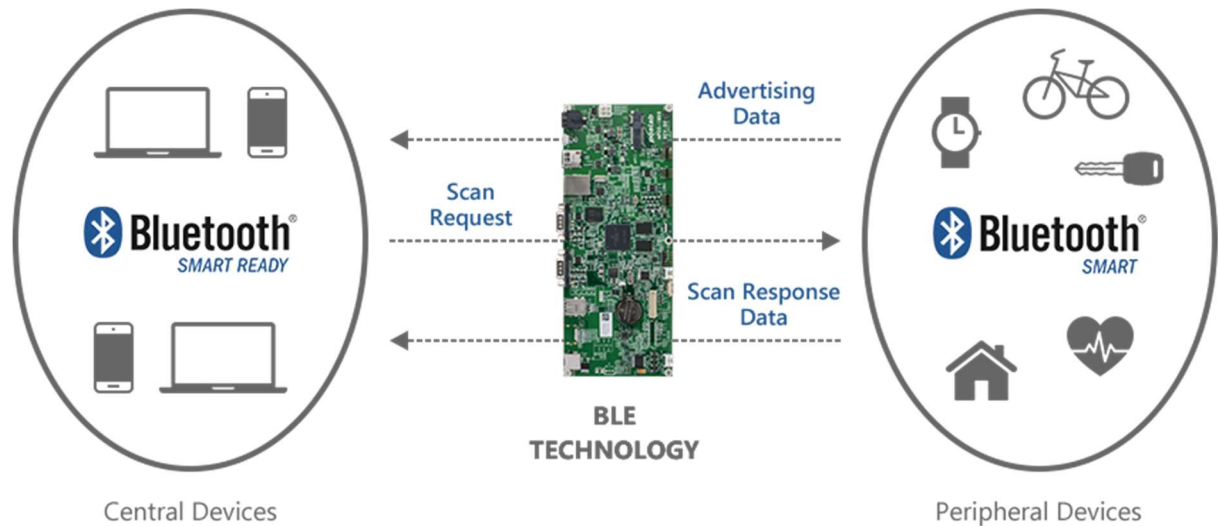 Advertising
Data
Scan
Request
Bluetooth®
SMART READY
Bluetooth®
SMART
Scan Response
Data
BLE
TECHNOLOGY
Central Devices
Peripheral Devices